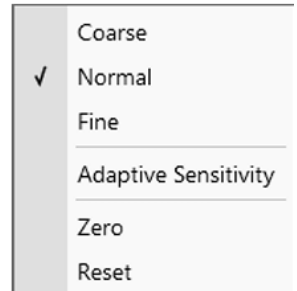 Coarse
Normal
Fine
Adaptive Sensitivity
Zero
Reset